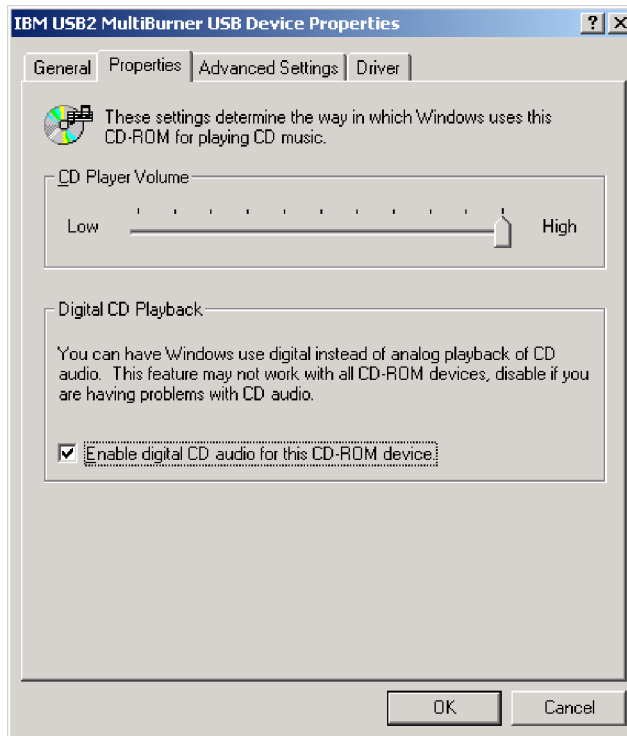 IBM USB2 MultiBurner USB Device Properties
General Properties Advanced Settings Driver
These settings determine the way in which Windows uses this
CD-ROM for playing CD music.
CD Player Volume
Low High
Digital CD Playback
You can have Windows use digital instead of analog playback of CD
audio. This feature may not work with all CD-ROM devices, disable if you
are having problems with CD audio.
Enable digital CD audio for this CD-ROM device.
OK Cancel